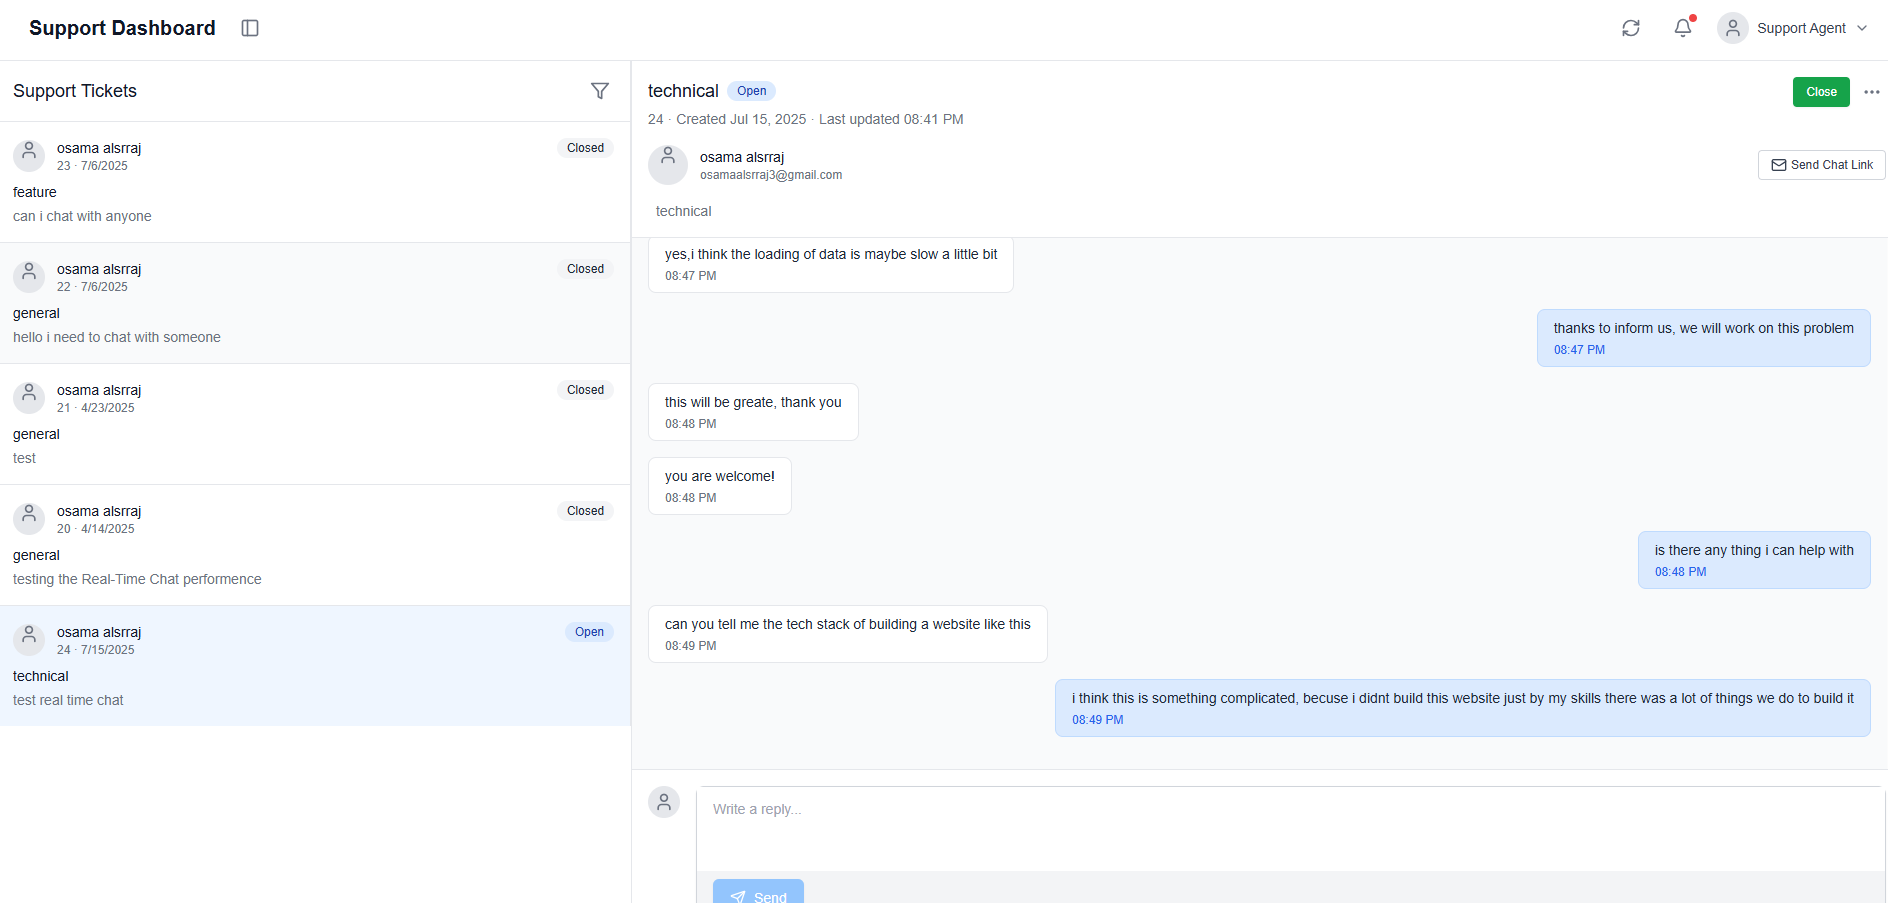 Support Dashboard
Support Agent
Support Tickets
osama alsrraj
Closed
23 · 7/6/2025
feature
can i chat with anyone
osama alsrraj
Closed
22 · 7/6/2025
general
hello i need to chat with someone
osama alsrraj
Closed
21 · 4/23/2025
general
test
osama alsrraj
Closed
20 · 4/14/2025
general
testing the Real-Time Chat performence
osama alsrraj
Open
24 · 7/15/2025
technical
test real time chat
technical
Open
Close
24 · Created Jul 15, 2025 · Last updated 08:41 PM
osama alsrraj
osamaalsrraj3@gmail.com
Send Chat Link
technical
yes,i think the loading of data is maybe slow a little bit
08:47 PM
thanks to inform us, we will work on this problem
08:47 PM
this will be greate, thank you
08:48 PM
you are welcome!
08:48 PM
is there any thing i can help with
08:48 PM
can you tell me the tech stack of building a website like this
08:49 PM
i think this is something complicated, becuse i didnt build this website just by my skills there was a lot of things we do to build it
08:49 PM
Write a reply...
Send